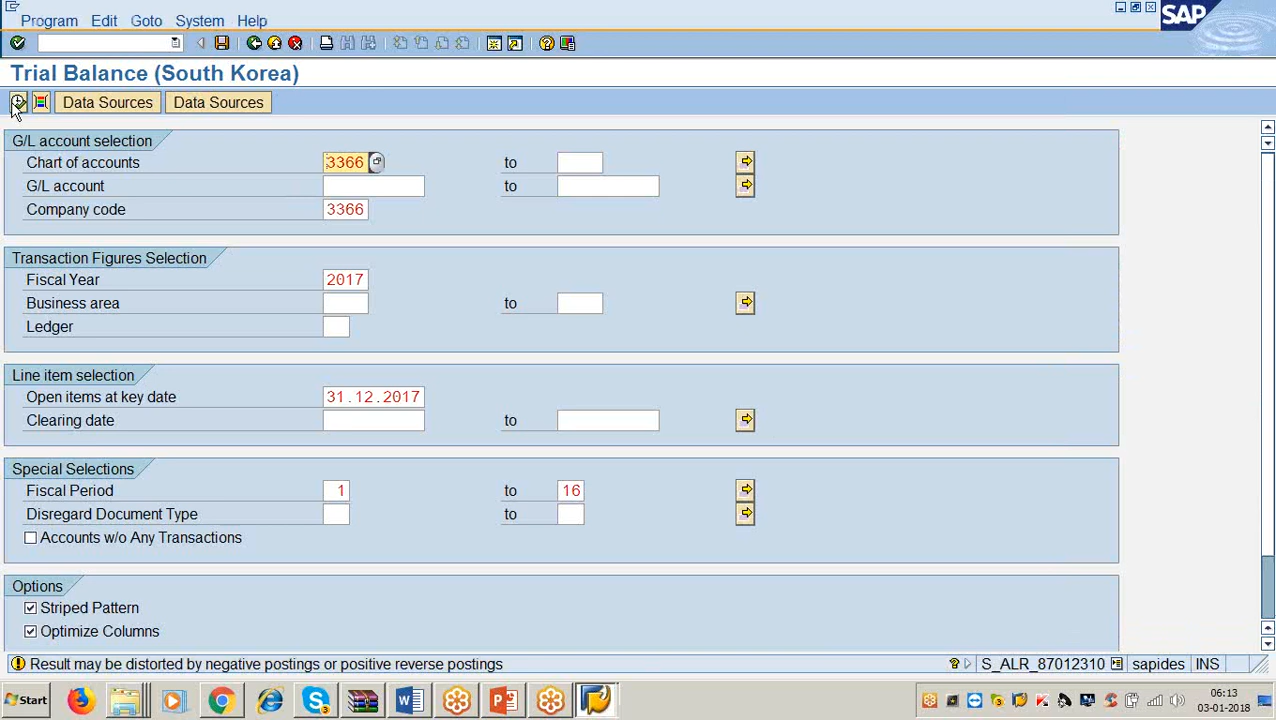 Program Edit Goto System Help
SAP
Trial Balance (South Korea)
Data Sources Data Sources
G/L account selection
Chart of accounts 3366 to
G/L account to
Company code 3366
Transaction Figures Selection
Fiscal Year 2017
Business area to
Ledger
Line item selection
Open items at key date 31.12.2017
Clearing date to
Special Selections
Fiscal Period 1 to 16
Disregard Document Type to
Accounts w/o Any Transactions
Options
Striped Pattern
Optimize Columns
Result may be distorted by negative postings or positive reverse postings S_ALR_87012310 sapides INS
Start 06:13
03-01-2018